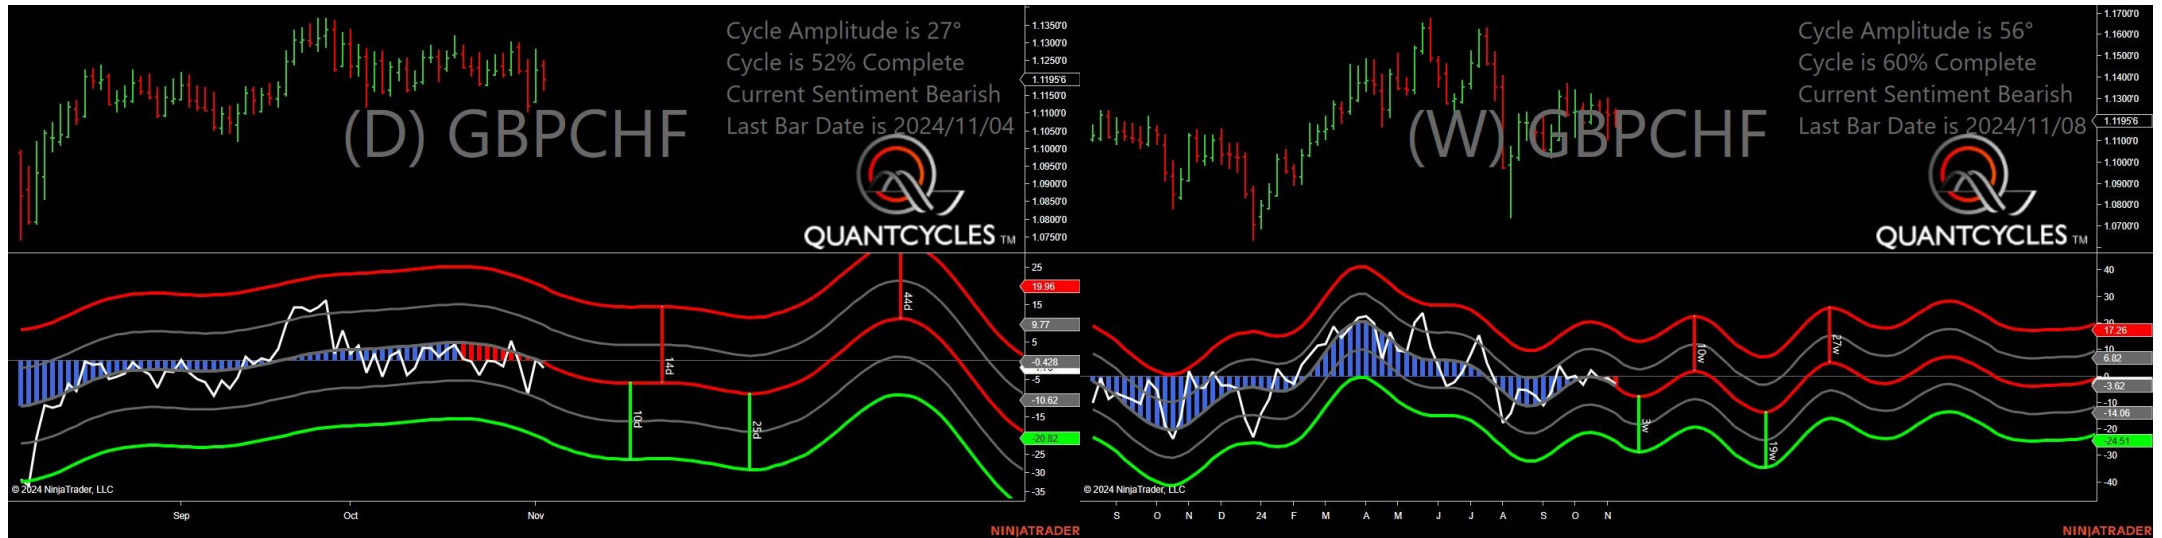 Cycle Amplitude is 27°
Cycle is 52% Complete
Current Sentiment Bearish
Last Bar Date is 2024/11/04
(D) GBPCHF
QUANTCYCLES TM
1.1350'0
1.1300'0
1.1250'0
1.1195'6
1.1150'0
1.1100'0
1.1050'0
1.1000'0
1.0950'0
1.0900'0
1.0850'0
1.0800'0
1.0750'0
25
19.96
15
9.77
5
-0.428
-5
-10.62
-15
-20.82
-25
-30
-35
14d
10d
25d
44d
© 2024 NinjaTrader, LLC
Sep Oct Nov
NINJATRADER
Cycle Amplitude is 56°
Cycle is 60% Complete
Current Sentiment Bearish
Last Bar Date is 2024/11/08
(W) GBPCHF
QUANTCYCLES TM
1.1700'0
1.1600'0
1.1500'0
1.1400'0
1.1300'0
1.1195'6
1.1100'0
1.1000'0
1.0900'0
1.0800'0
1.0700'0
40
30
20
17.26
10
6.82
0
-3.62
-10
-14.06
-20
-24.51
-30
-40
3w
10w
19w
27w
© 2024 NinjaTrader, LLC
S O N D 24 F M A M J J A S O N
NINJATRADER